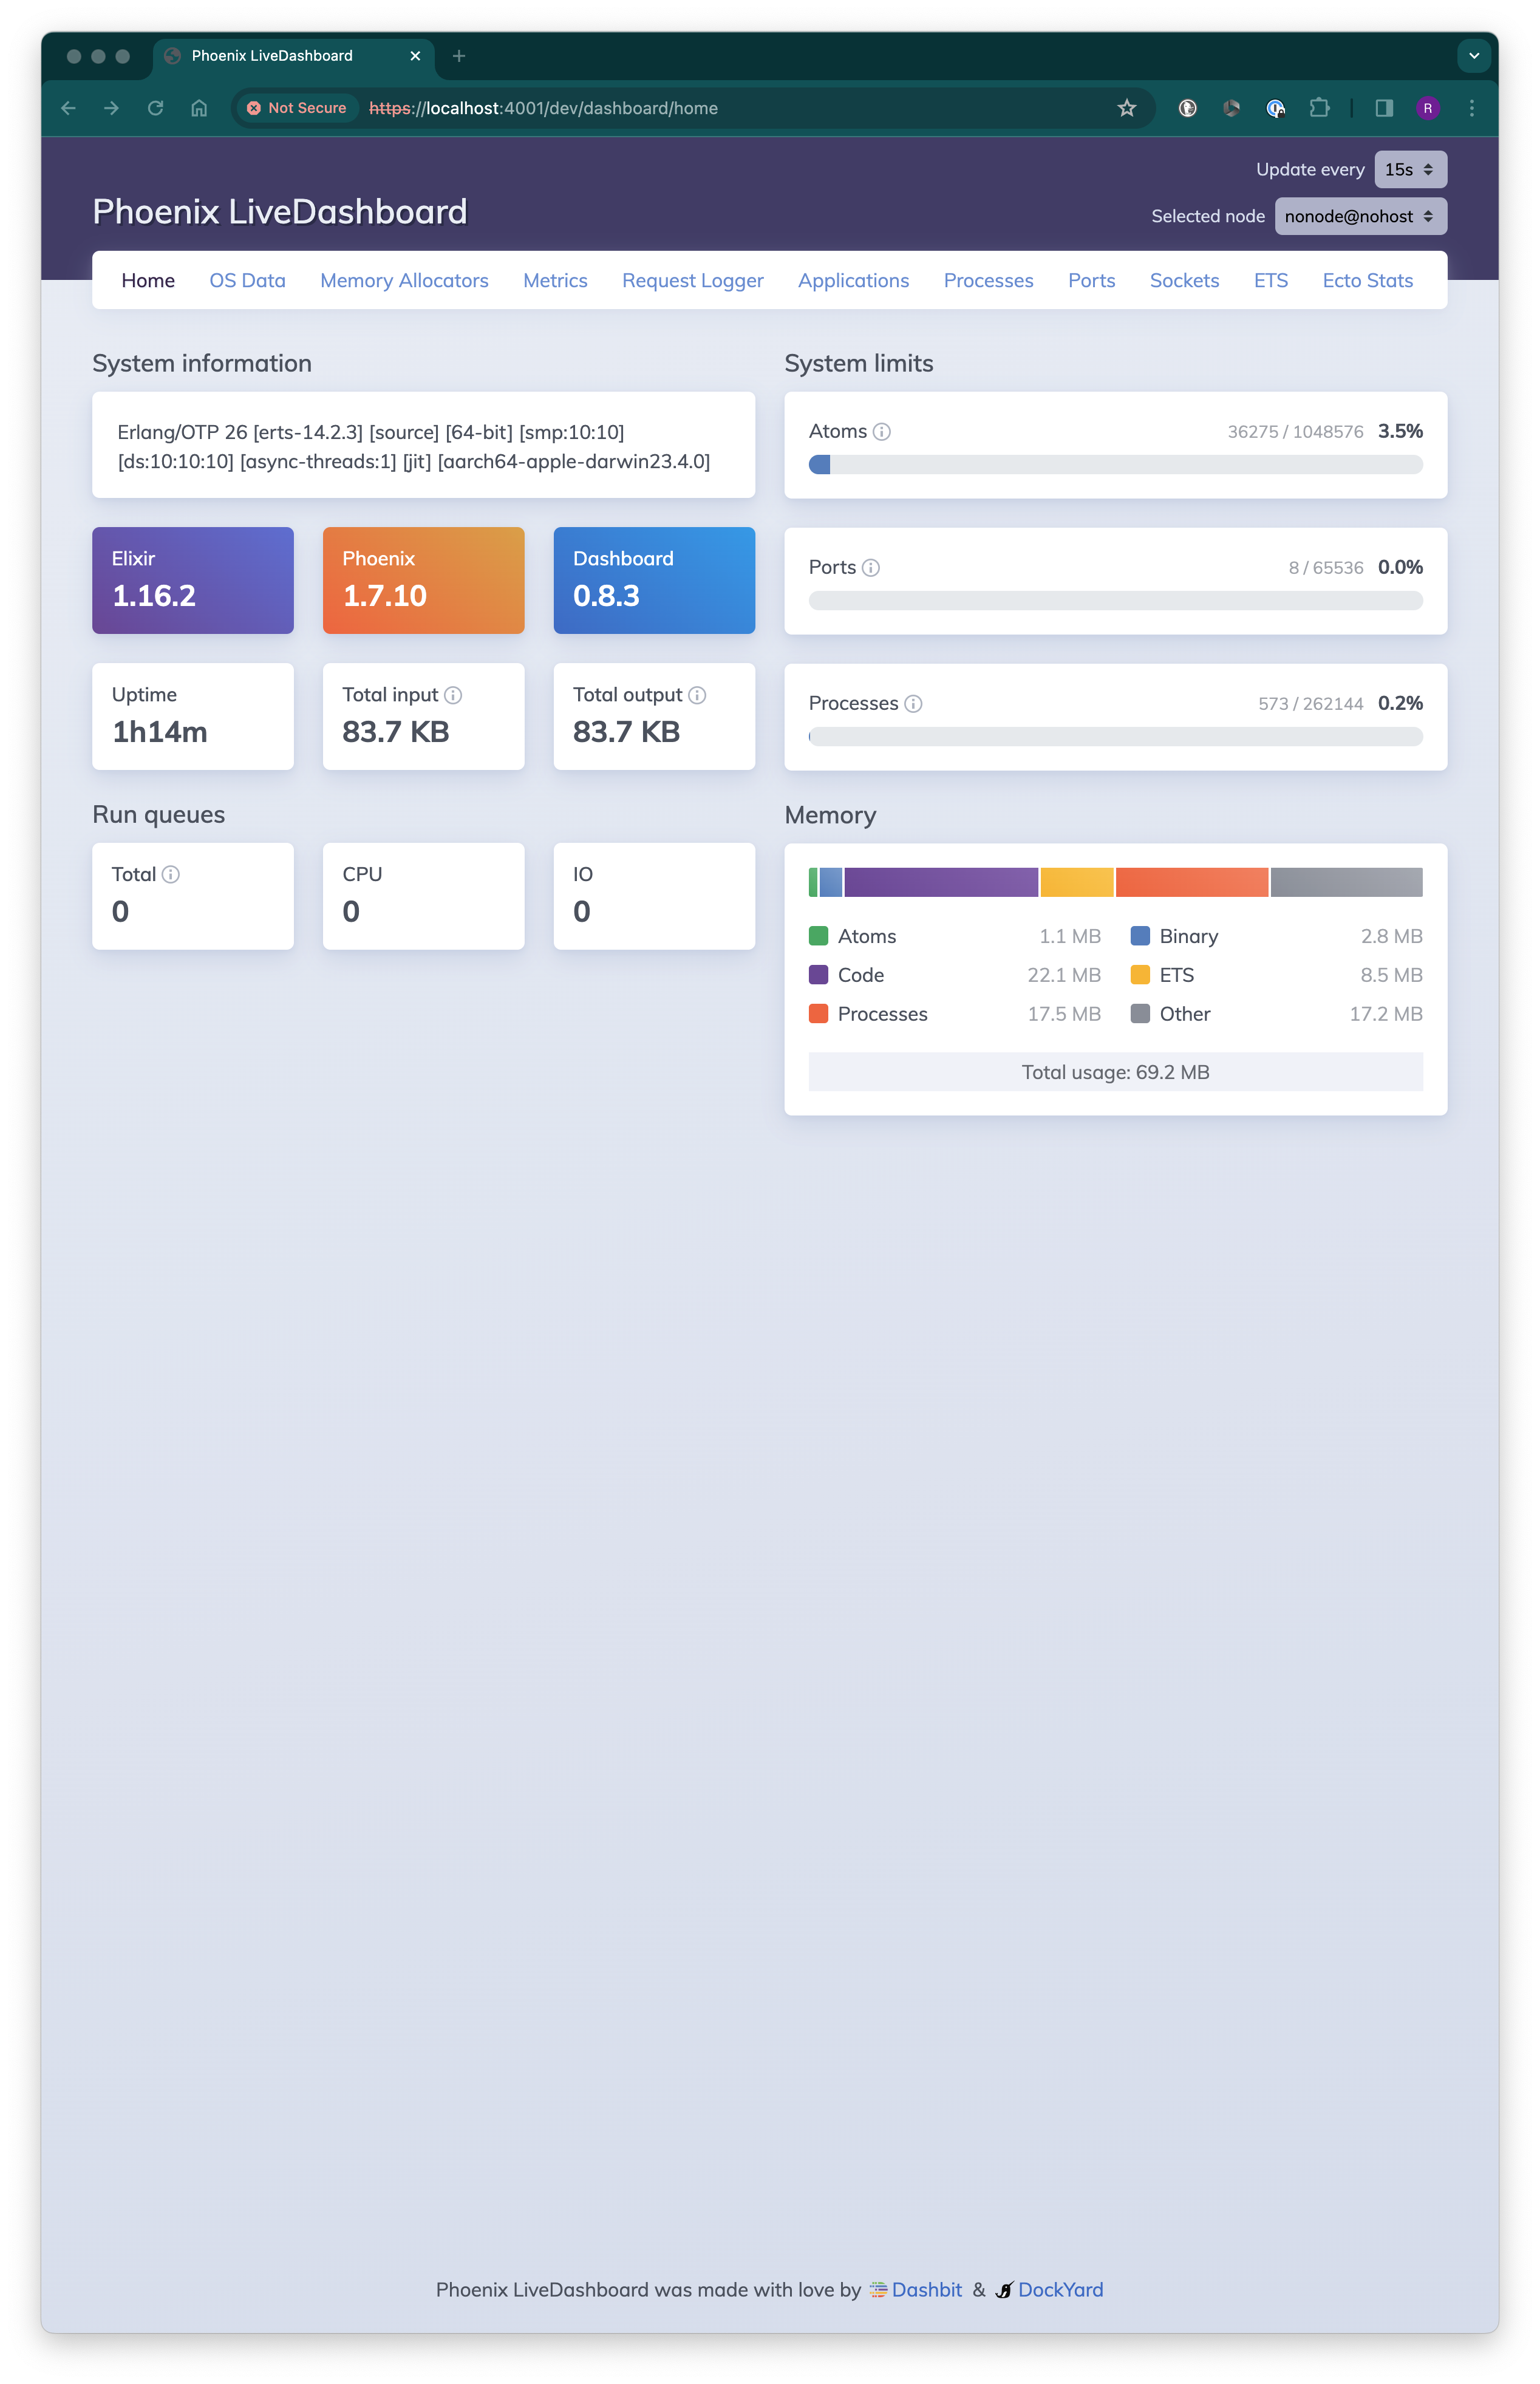 Phoenix LiveDashboard
Not Secure https://localhost:4001/dev/dashboard/home
R
Update every 15s
Phoenix LiveDashboard
Selected node nonode@nohost
Home OS Data Memory Allocators Metrics Request Logger Applications Processes Ports Sockets ETS Ecto Stats
System information
Erlang/OTP 26 [erts-14.2.3] [source] [64-bit] [smp:10:10]
[ds:10:10:10] [async-threads:1] [jit] [aarch64-apple-darwin23.4.0]
Elixir
1.16.2
Phoenix
1.7.10
Dashboard
0.8.3
Uptime
1h14m
Total input
83.7 KB
Total output
83.7 KB
Run queues
Total
0
CPU
0
IO
0
System limits
Atoms 36275 / 1048576 3.5%
Ports 8 / 65536 0.0%
Processes 573 / 262144 0.2%
Memory
Atoms 1.1 MB Binary 2.8 MB
Code 22.1 MB ETS 8.5 MB
Processes 17.5 MB Other 17.2 MB
Total usage: 69.2 MB
Phoenix LiveDashboard was made with love by Dashbit & DockYard